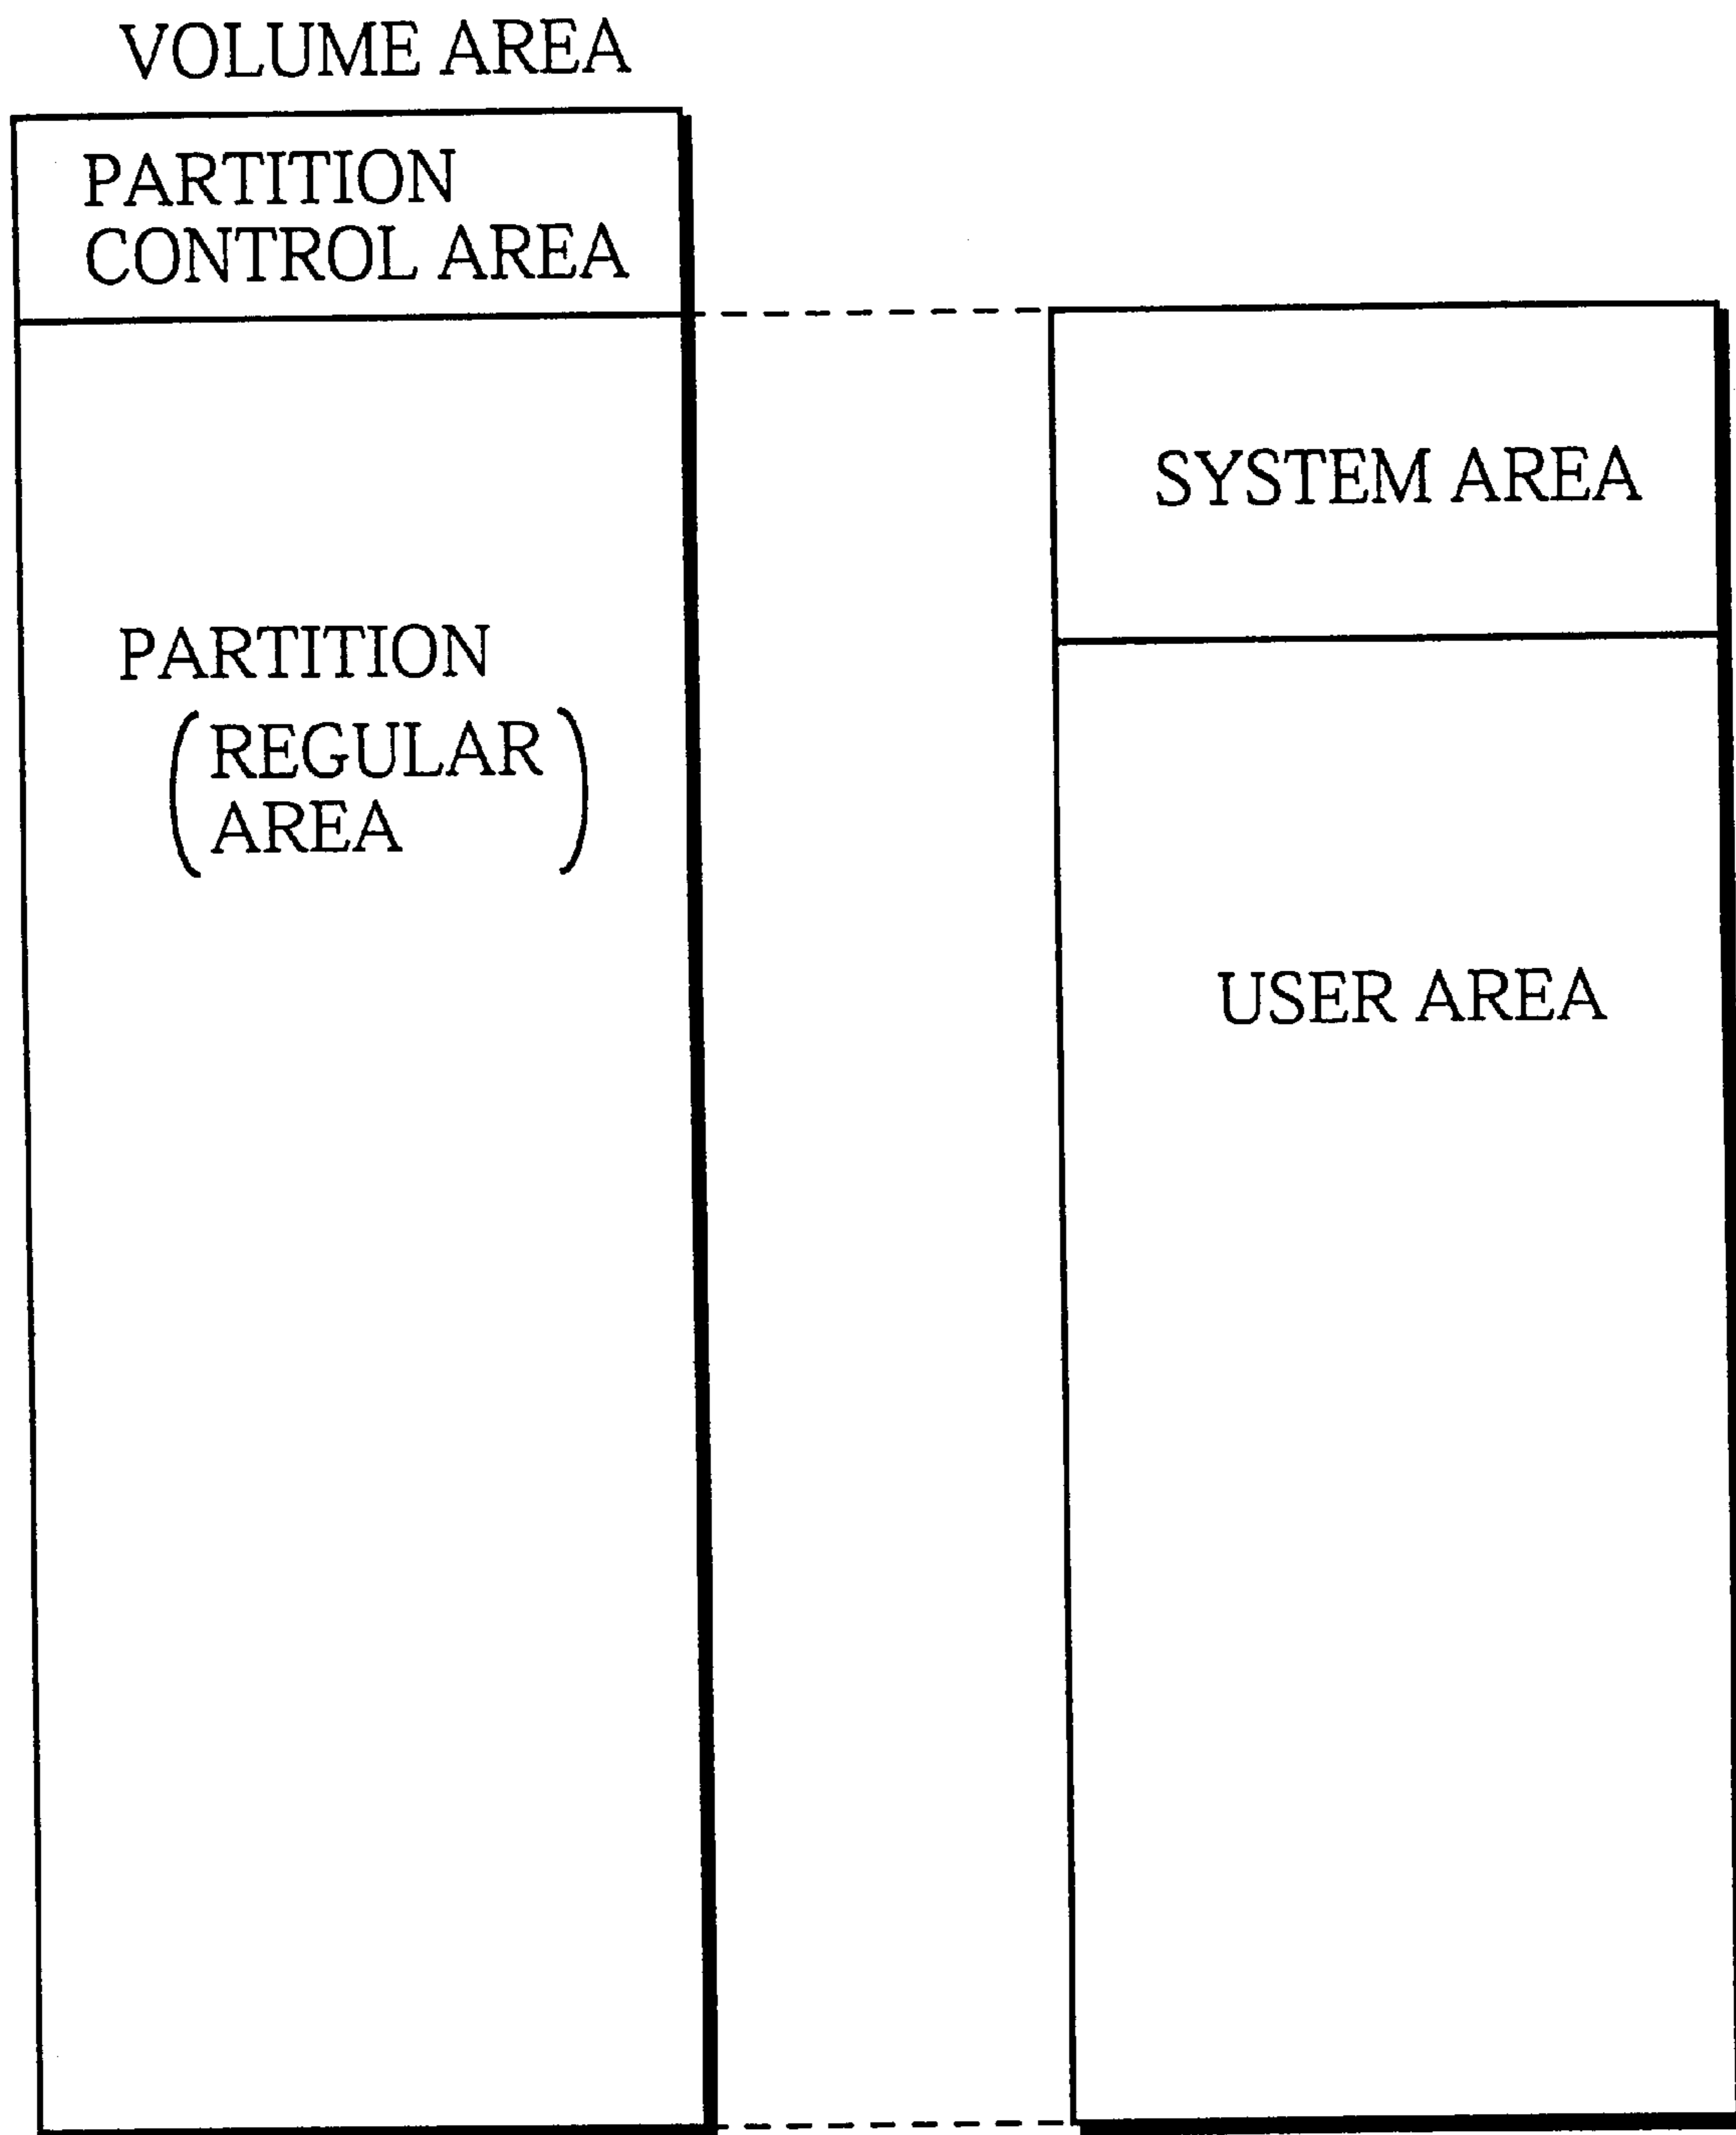 VOLUME AREA
PARTITION
CONTROL AREA
PARTITION
(REGULAR
AREA)
SYSTEM AREA
USER AREA